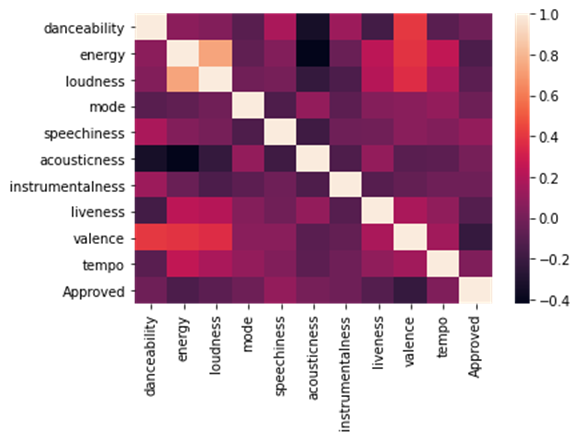 danceability
energy
loudness
mode
speechiness
acousticness
instrumentalness
liveness
valence
tempo
Approved
danceability
energy
loudness
mode
speechiness
acousticness
instrumentalness
liveness
valence
tempo
Approved
1.0
0.8
0.6
0.4
0.2
0.0
−0.2
−0.4